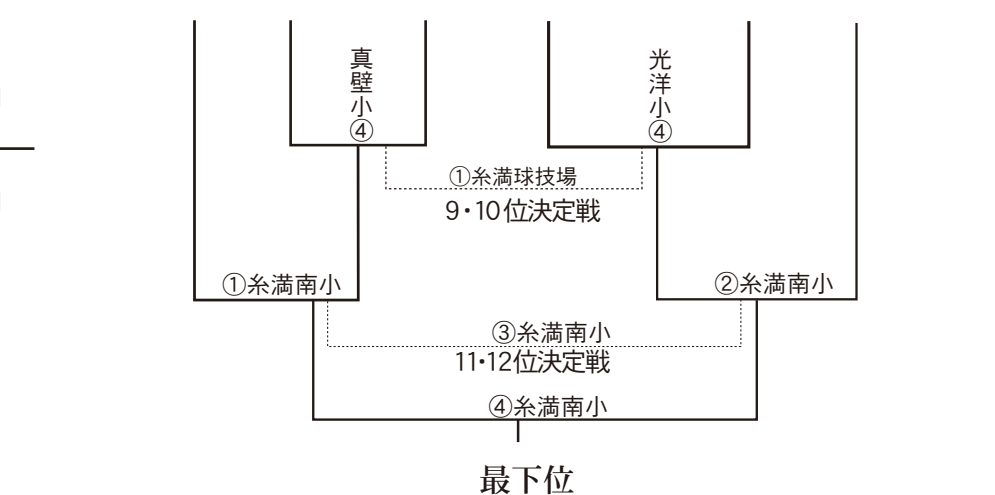 真壁小④
光洋小④
①糸満球技場
9・10位決定戦
①糸満南小
②糸満南小
③糸満南小
11・12位決定戦
④糸満南小
最下位